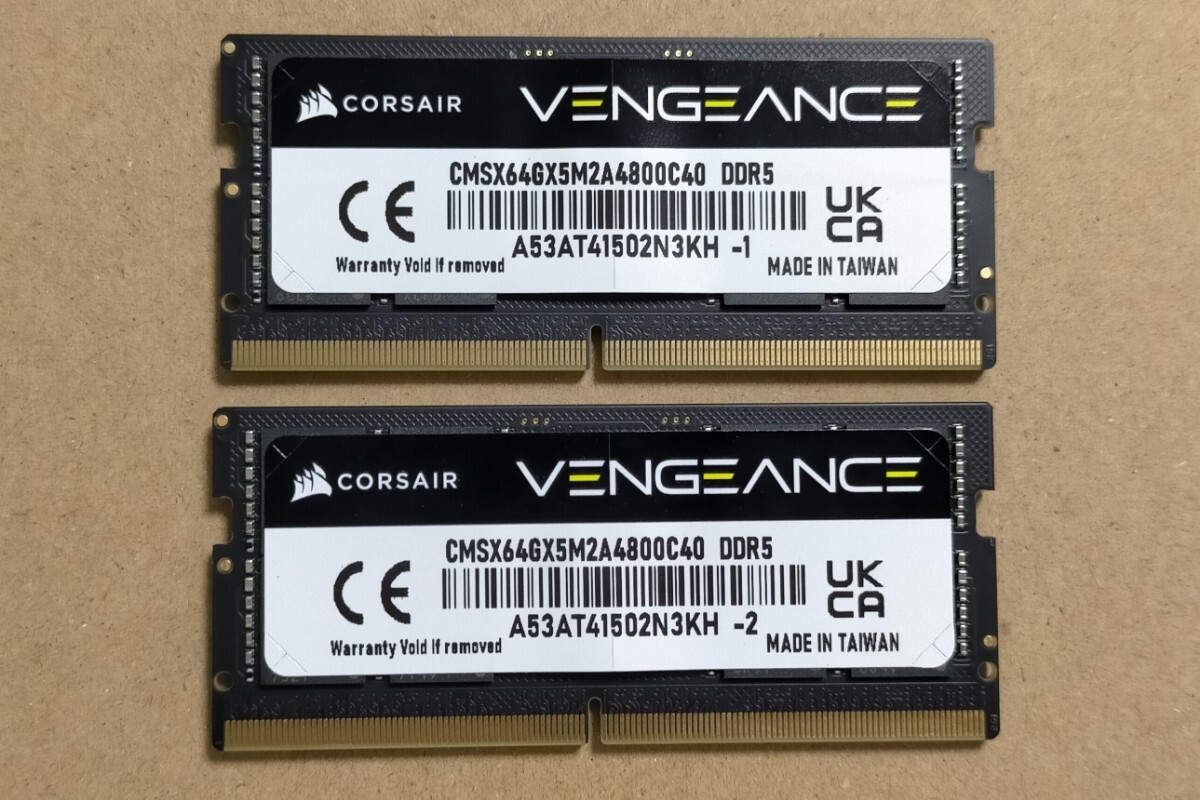 CORSAIR VENGEANCE
CMSX64GX5M2A4800C40 DDR5
CE
UK
CA
A53AT41502N3KH -1
Warranty Void if removed
MADE IN TAIWAN
CORSAIR VENGEANCE
CMSX64GX5M2A4800C40 DDR5
CE
UK
CA
A53AT41502N3KH -2
Warranty Void if removed
MADE IN TAIWAN